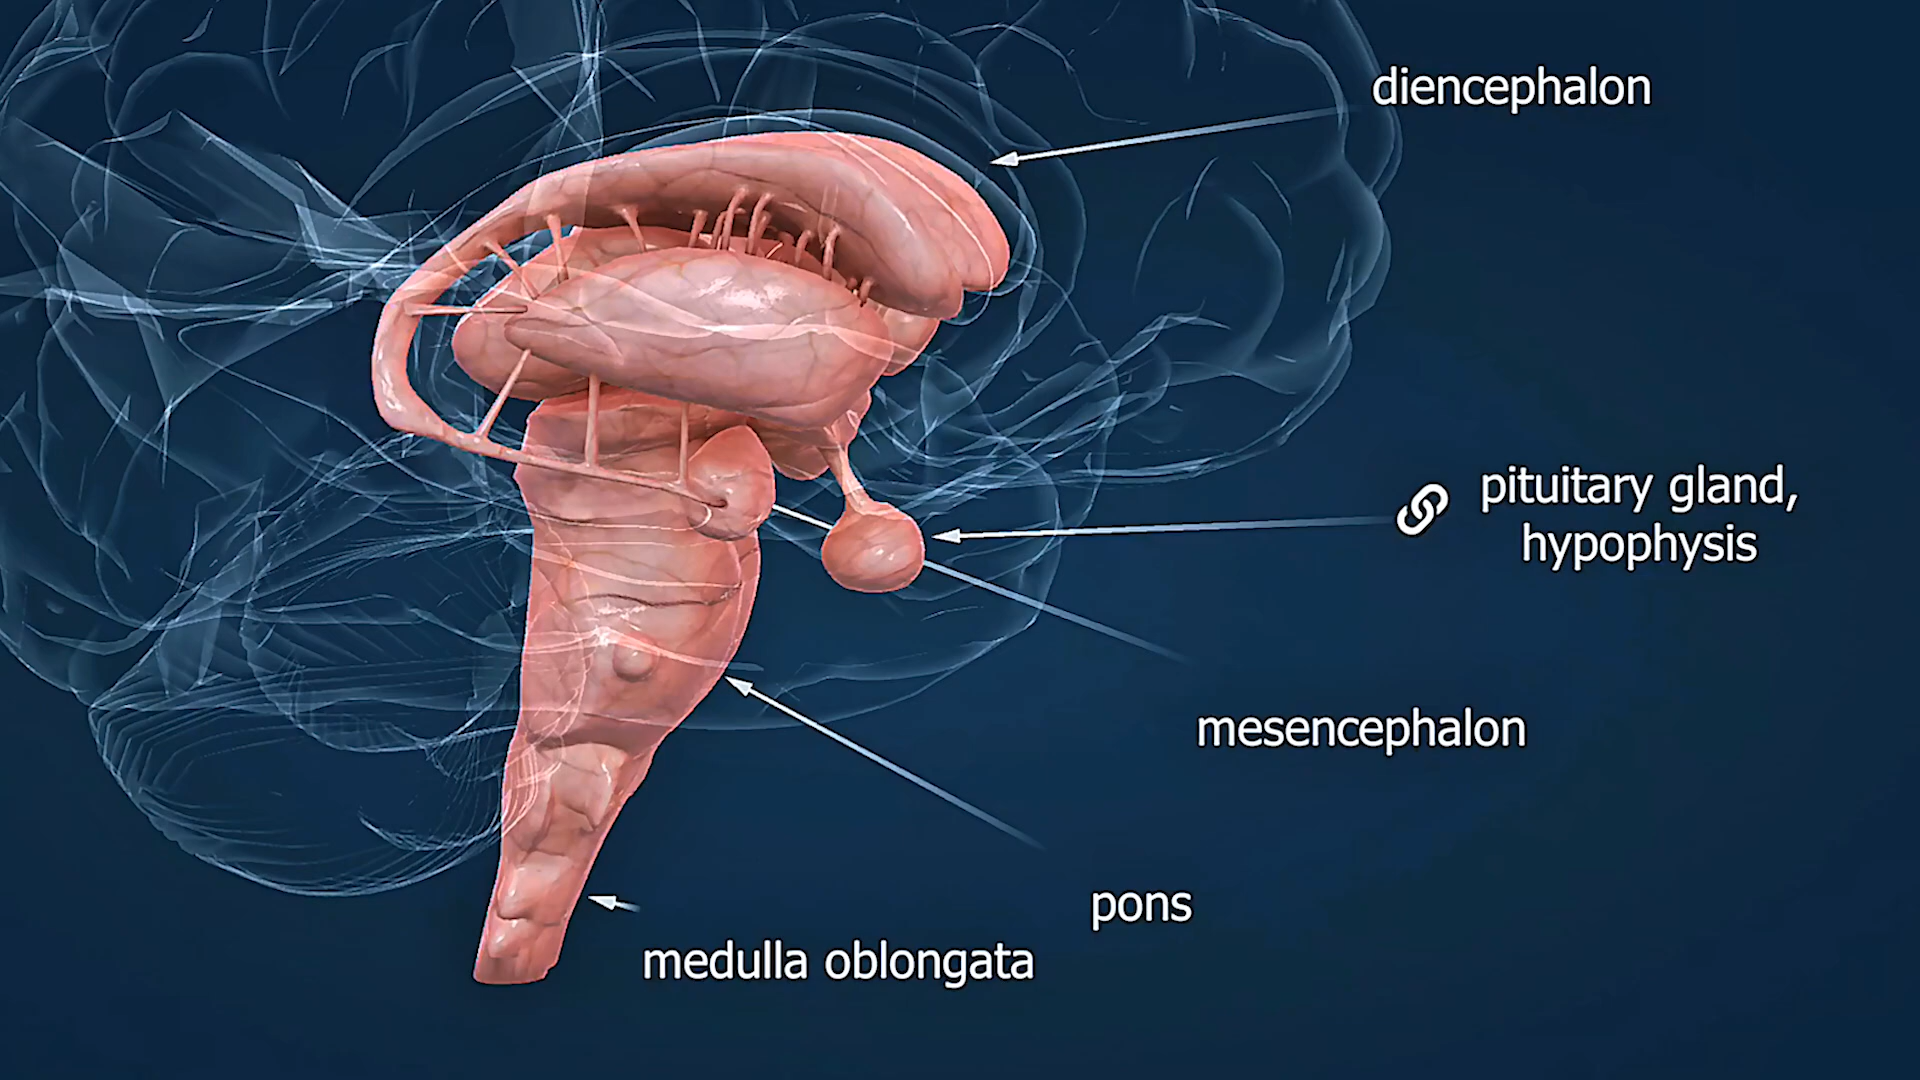 diencephalon
pituitary gland,
hypophysis
mesencephalon
pons
medulla oblongata